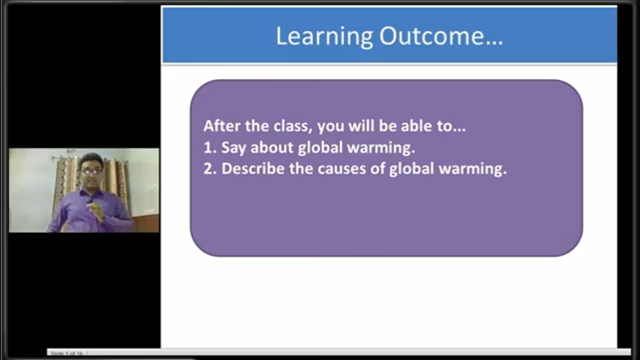 Learning Outcome...
After the class, you will be able to...
1. Say about global warming.
2. Describe the causes of global warming.